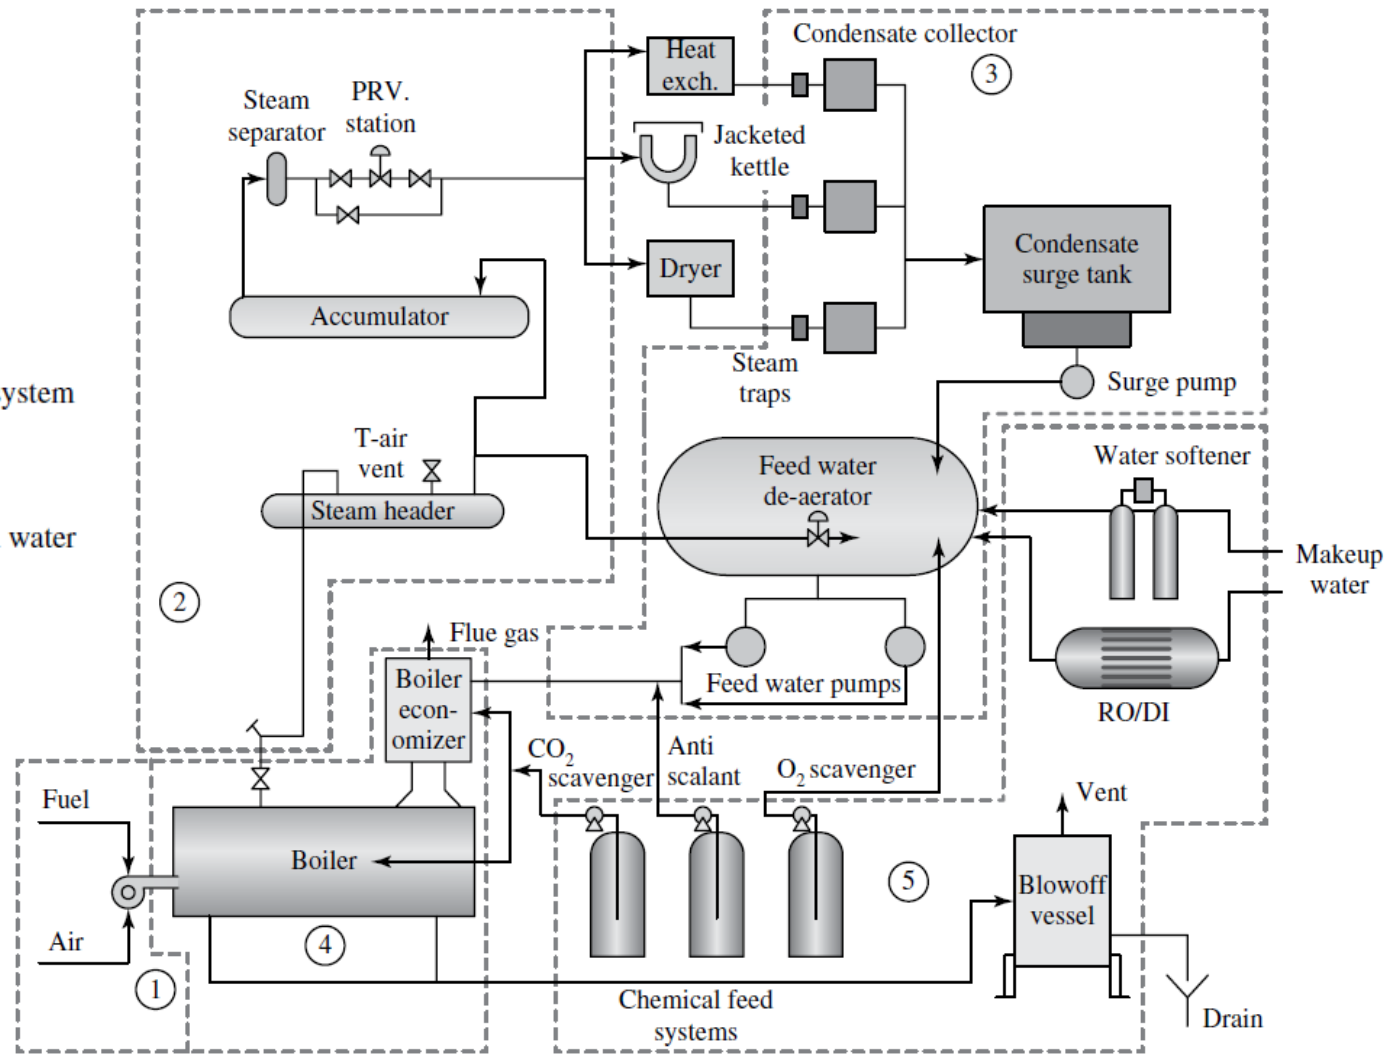 Condensate collector
3
Heat
exch.
PRV.
station
Steam
separator
Jacketed
kettle
Condensate
surge tank
Dryer
Accumulator
Steam
traps
Surge pump
system
T-air
vent
Feed water
de-aerator
Water softener
Steam header
water
Makeup
water
2
Flue gas
Boiler
econ-
omizer
Feed water pumps
RO/DI
CO2
scavenger
Anti
scalant
O2 scavenger
Fuel
Vent
Boiler
5
Blowoff
vessel
Air
4
1
Chemical feed
systems
Drain